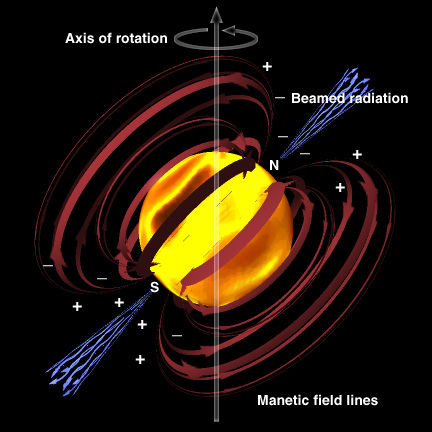 Axis of rotation
+
–
Beamed radiation
–
–
+
N
+
–
–
S
+
+
+
–
+
Manetic field lines